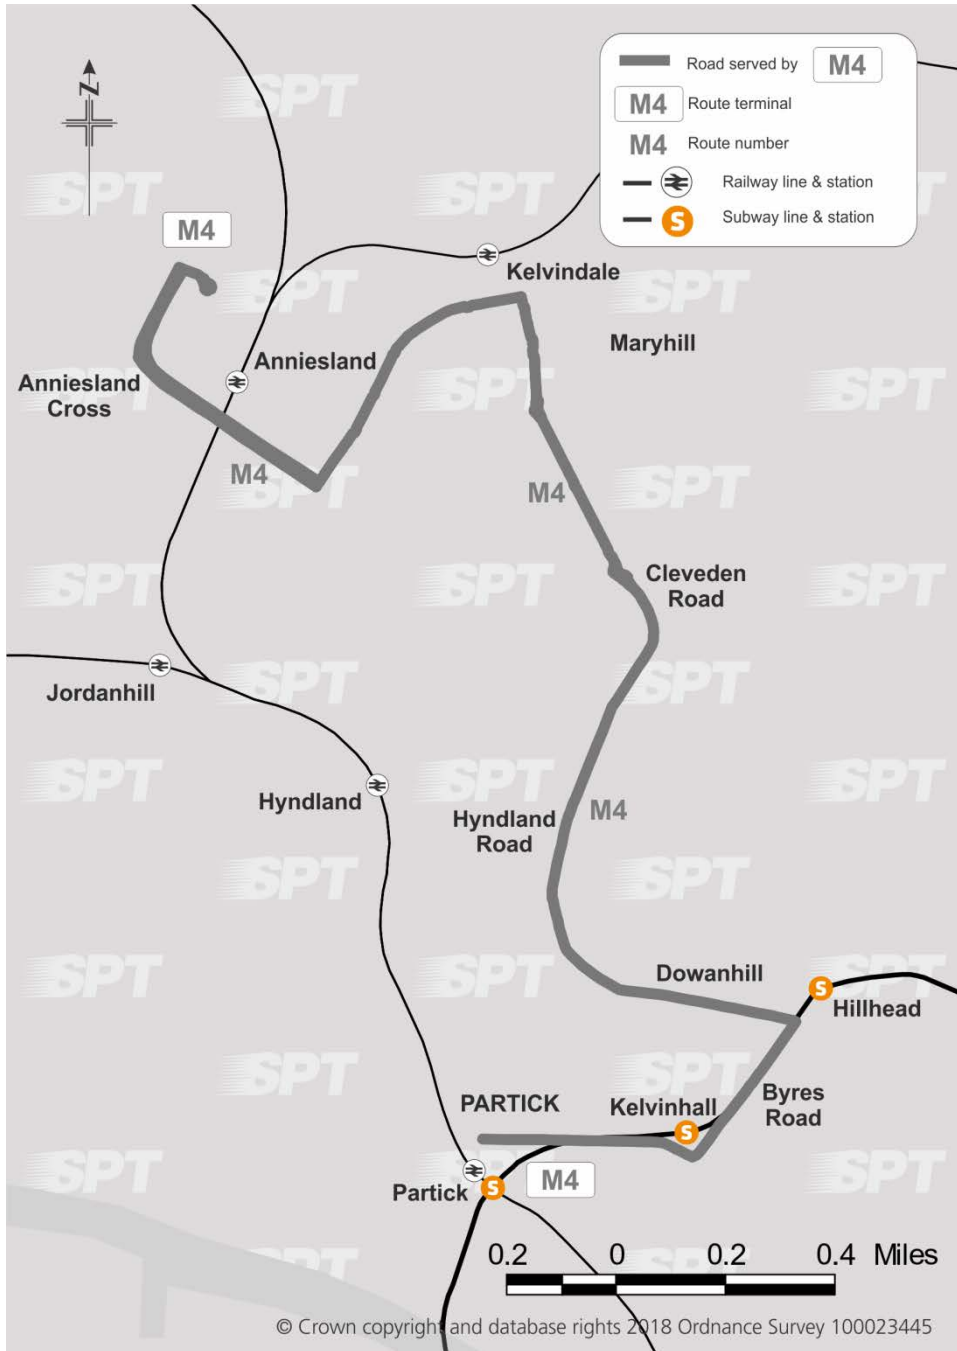 Road served by M4
M4 Route terminal
M4 Route number
Railway line & station
S Subway line & station
N
SPT
M4
Kelvindale
Maryhill
Anniesland
Anniesland
Cross
M4
M4
Cleveden
Road
Jordanhill
Hyndland
Hyndland
Road
M4
Dowanhill
S
Hillhead
Byres
Road
PARTICK
Kelvinhall
S
Partick
S
M4
0.2 0 0.2 0.4 Miles
© Crown copyright and database rights 2018 Ordnance Survey 100023445